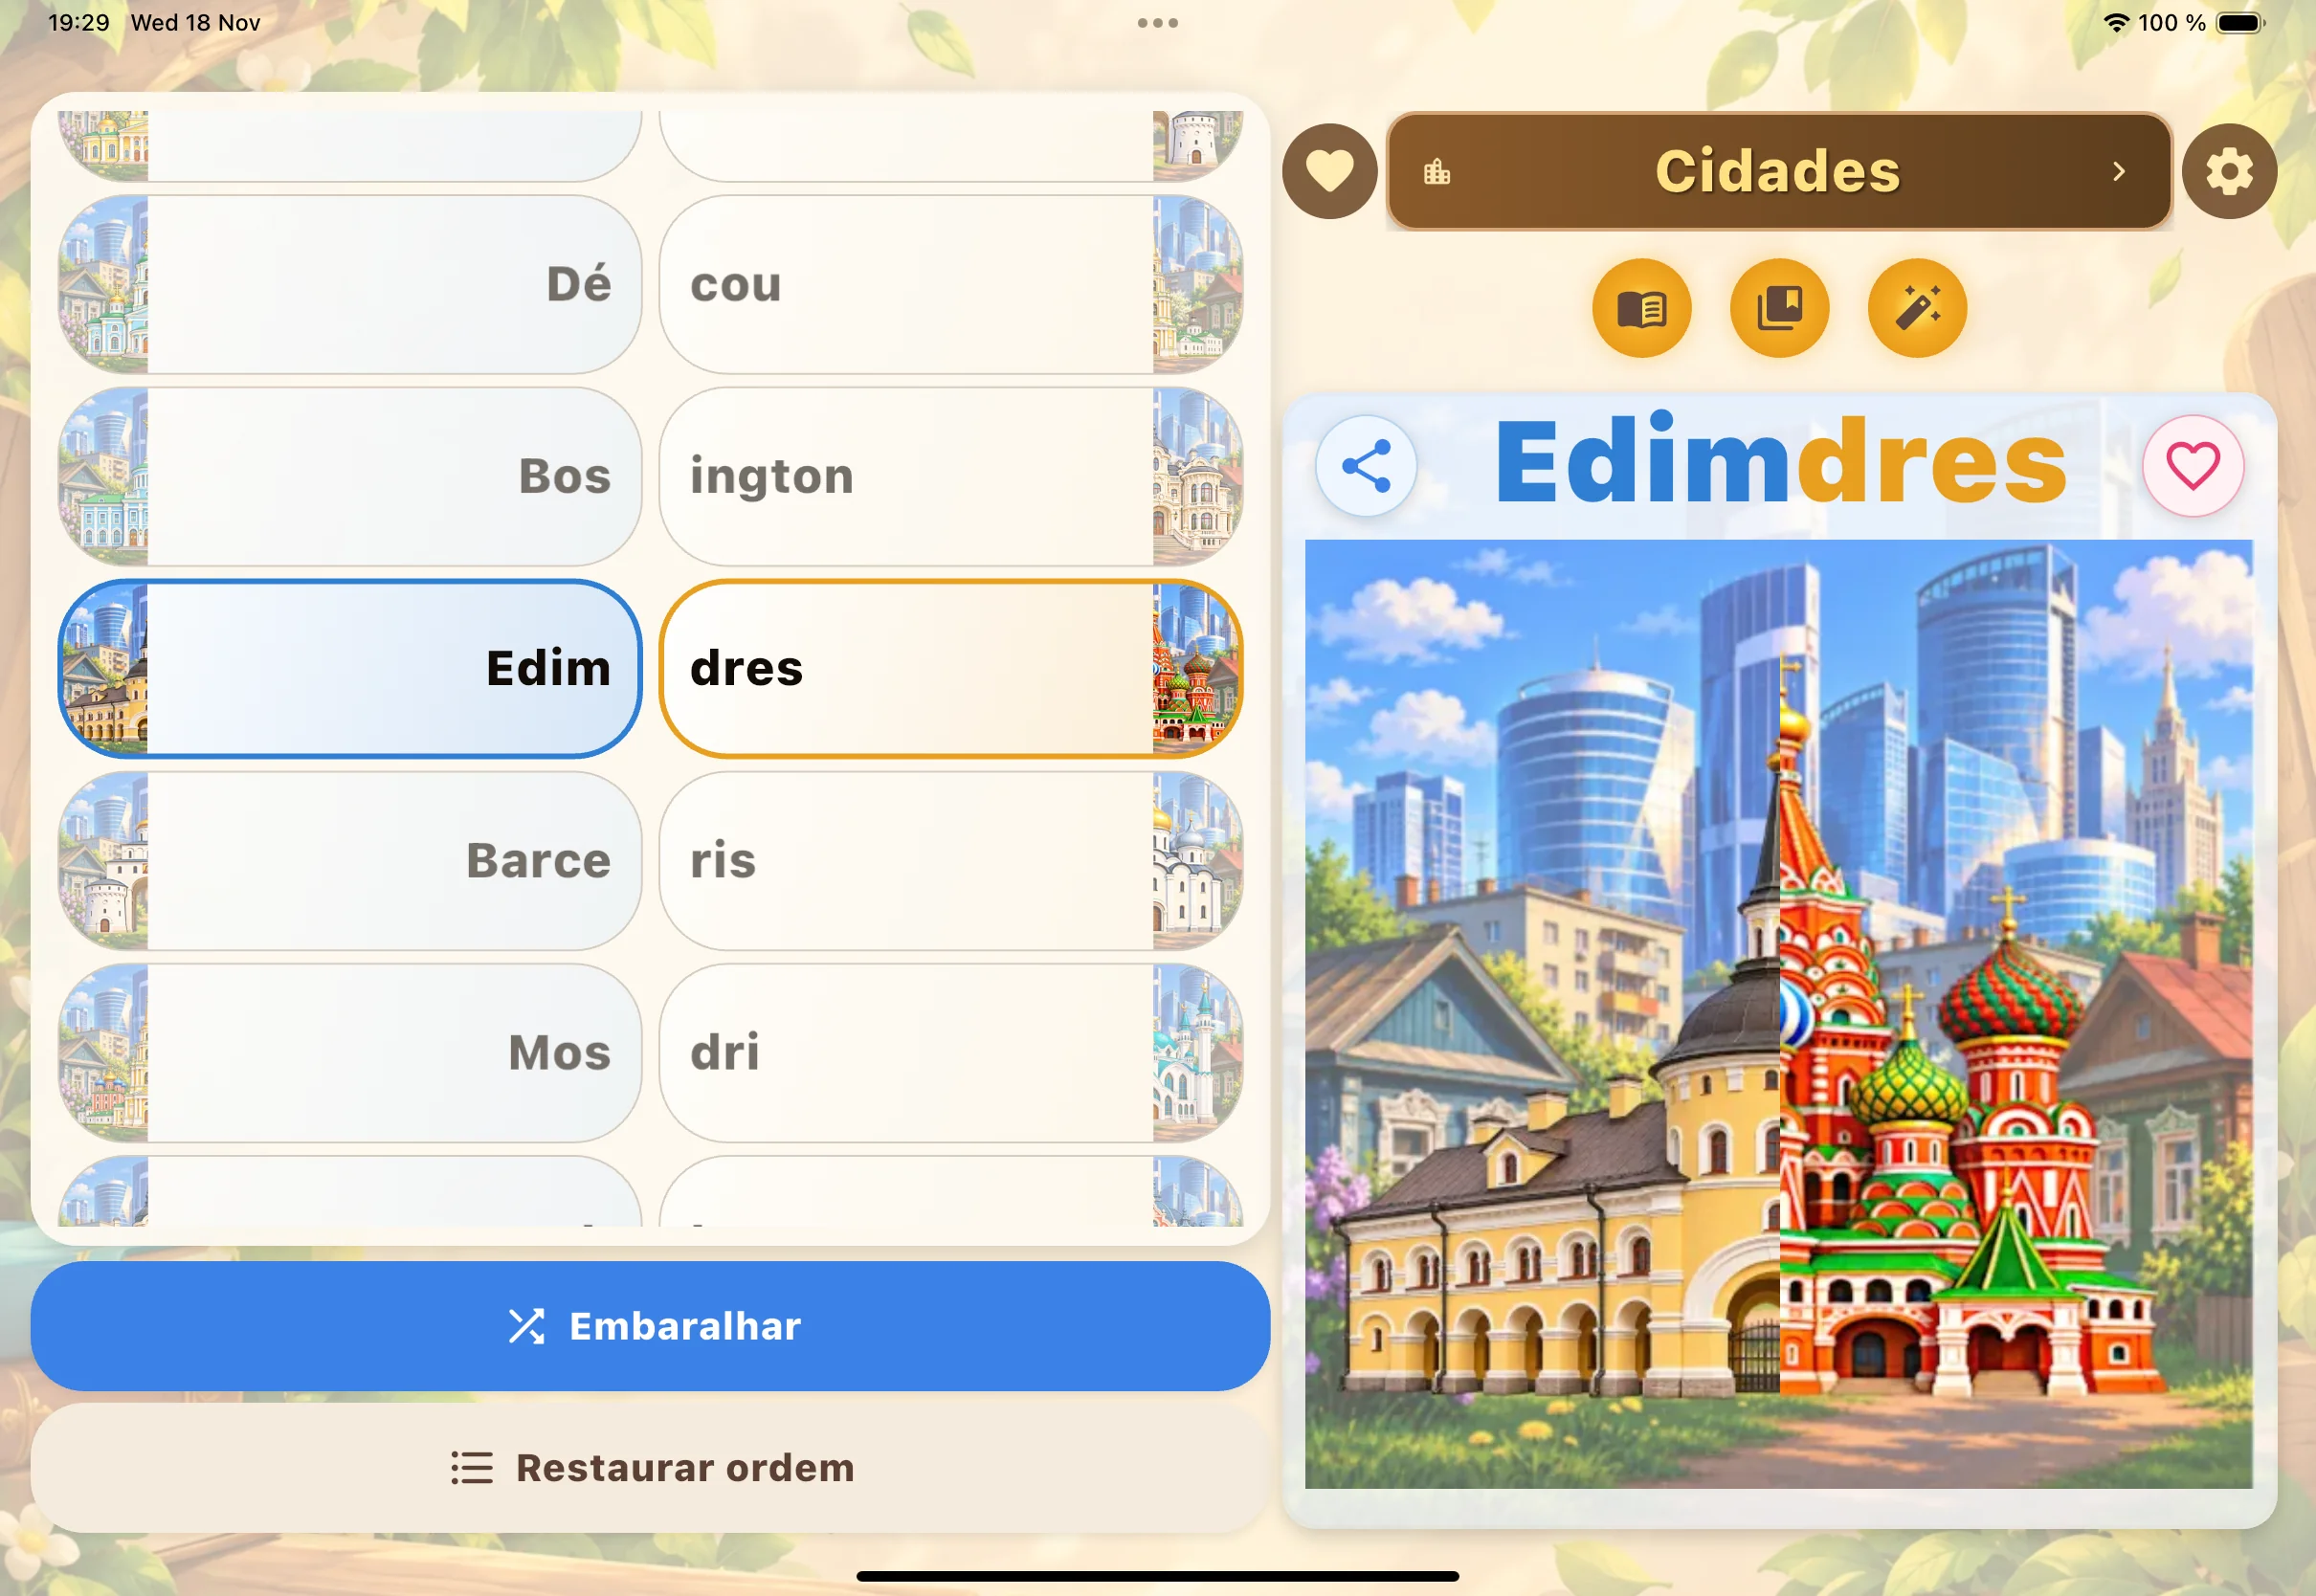 19:29 Wed 18 Nov
100 %
Cidades
Dé cou
Bos ington
Edim dres
Barce ris
Mos dri
Edimdres
Embaralhar
Restaurar ordem